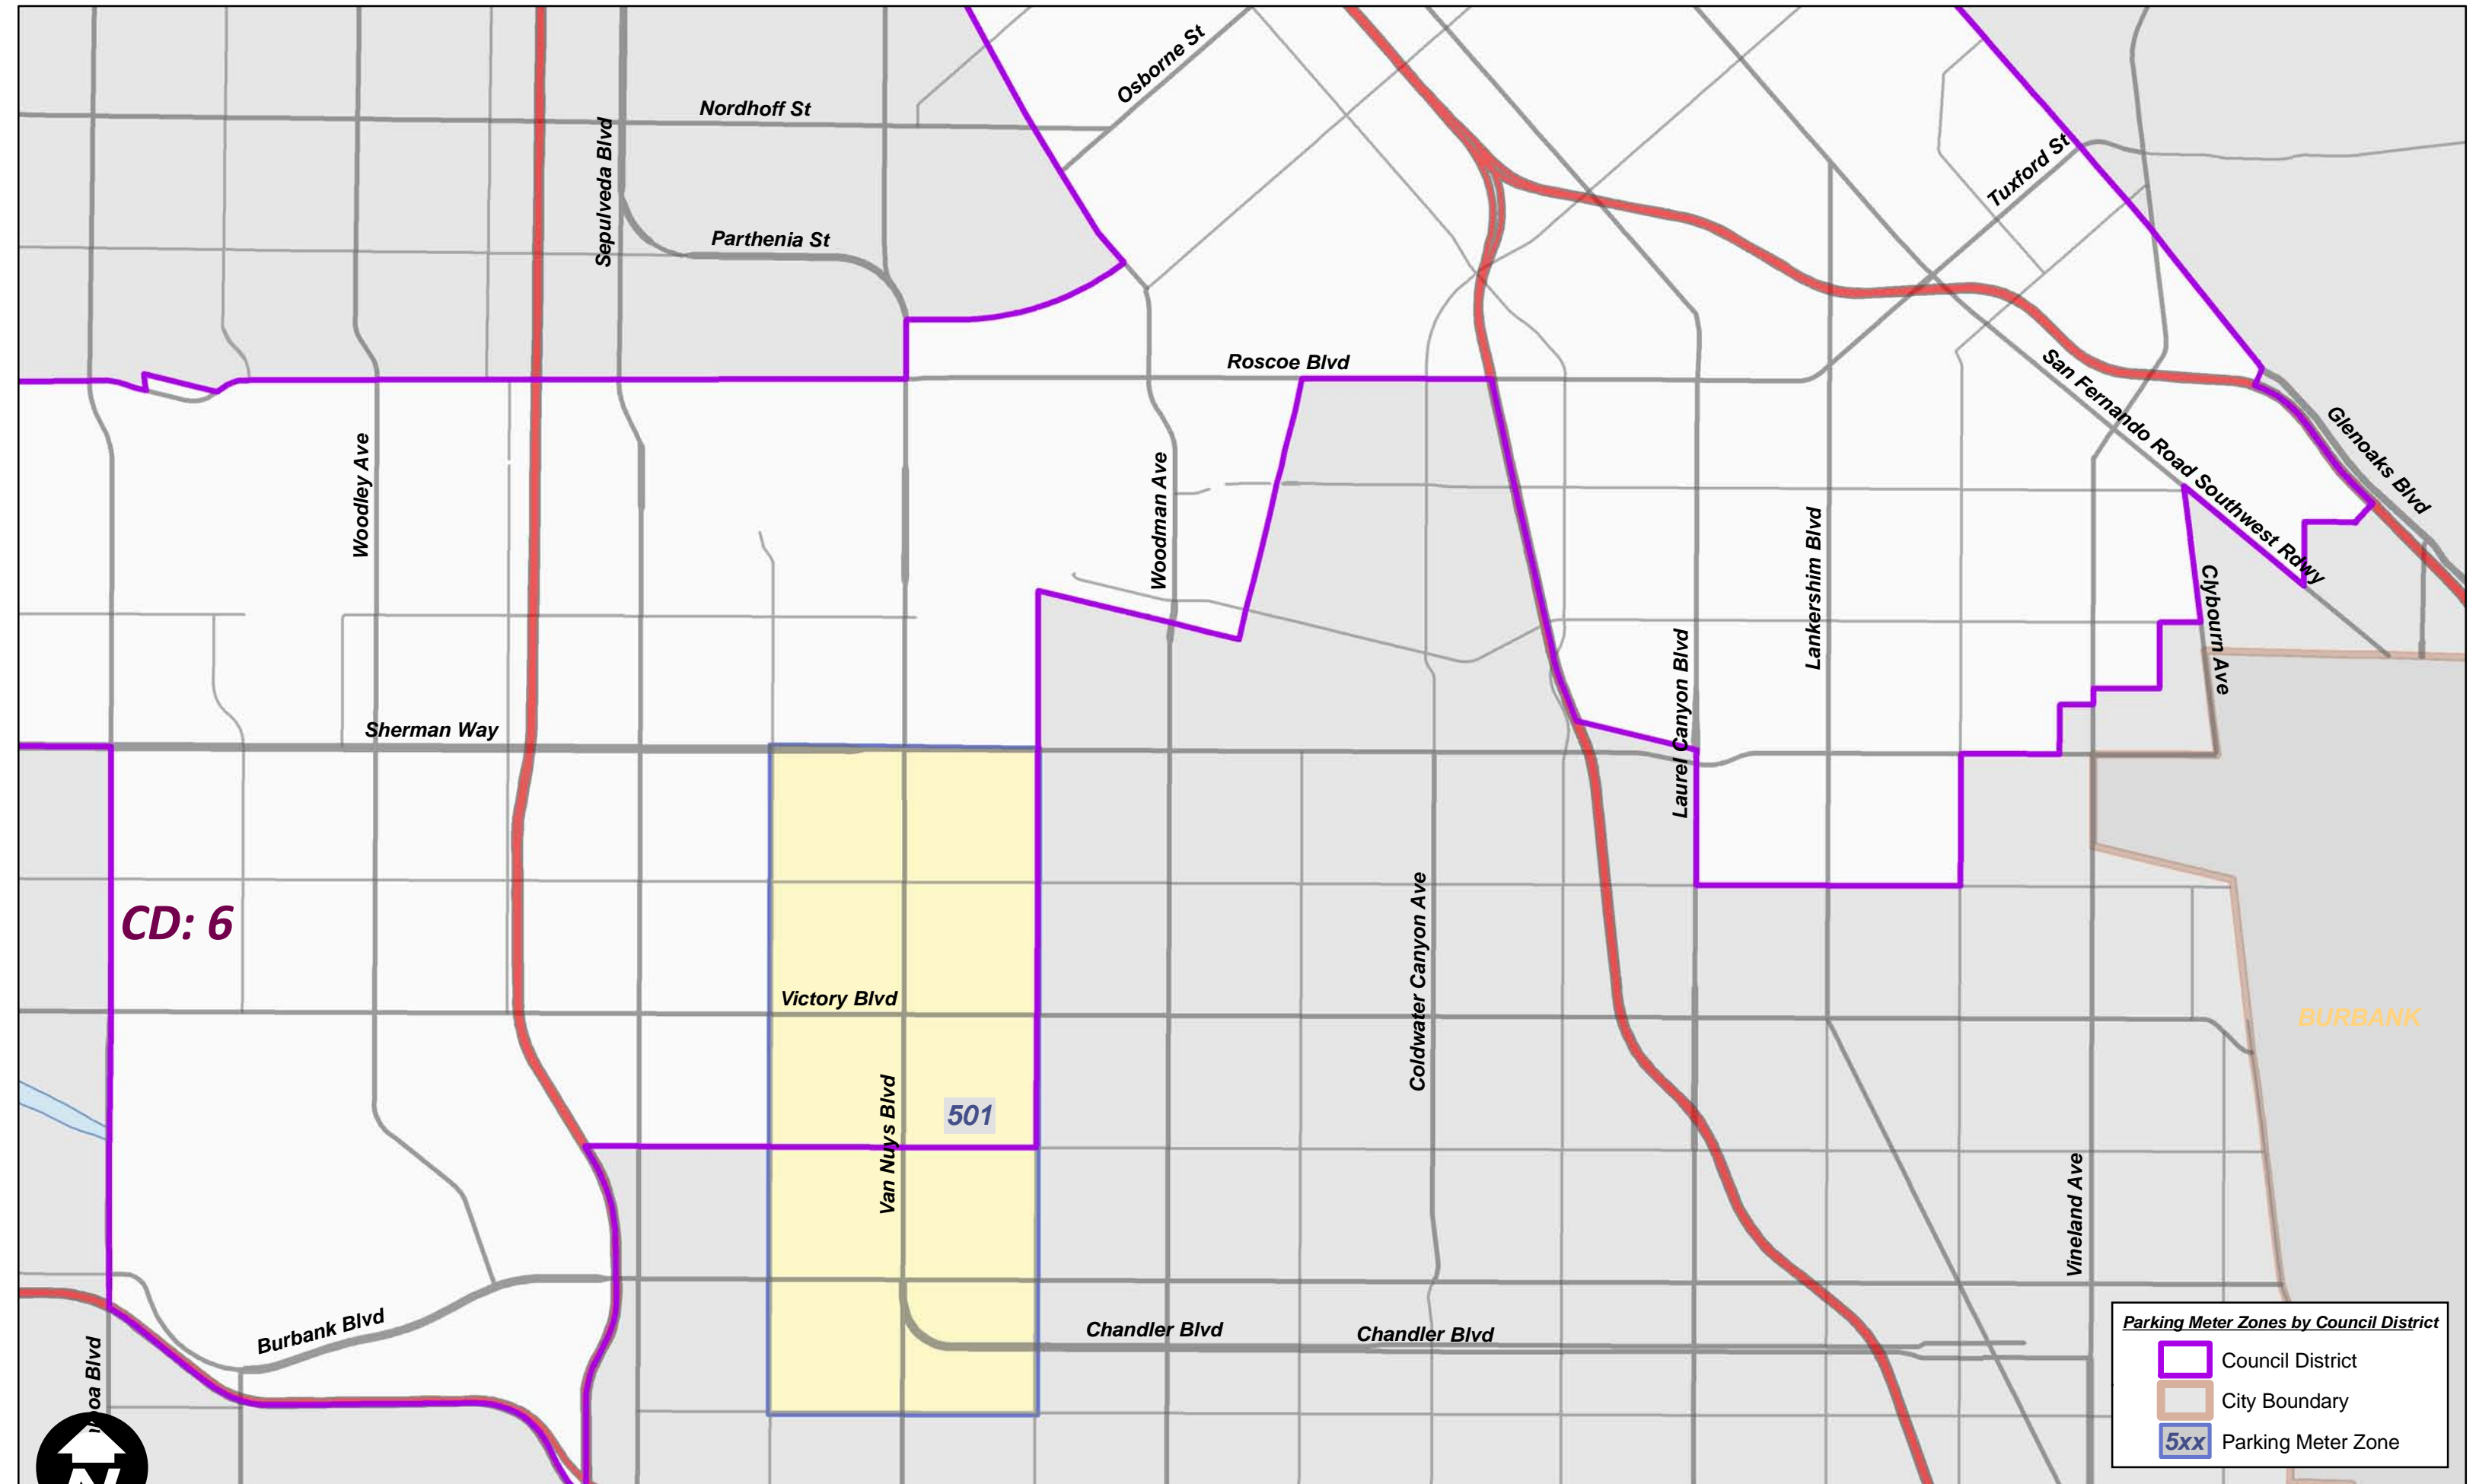 Osborne St
Nordhoff St
Sepulveda Blvd
Parthenia St
Tuxford St
Roscoe Blvd
San Fernando Road Southwest Rdwy
Glenoaks Blvd
Woodley Ave
Woodman Ave
Lankershim Blvd
Clybourn Ave
Laurel Canyon Blvd
Sherman Way
CD: 6
Coldwater Canyon Ave
Victory Blvd
BURBANK
Van Nuys Blvd
501
Vineland Ave
Burbank Blvd
Chandler Blvd
Chandler Blvd
Blvd
Parking Meter Zones by Council District
Council District
City Boundary
5xx Parking Meter Zone
N